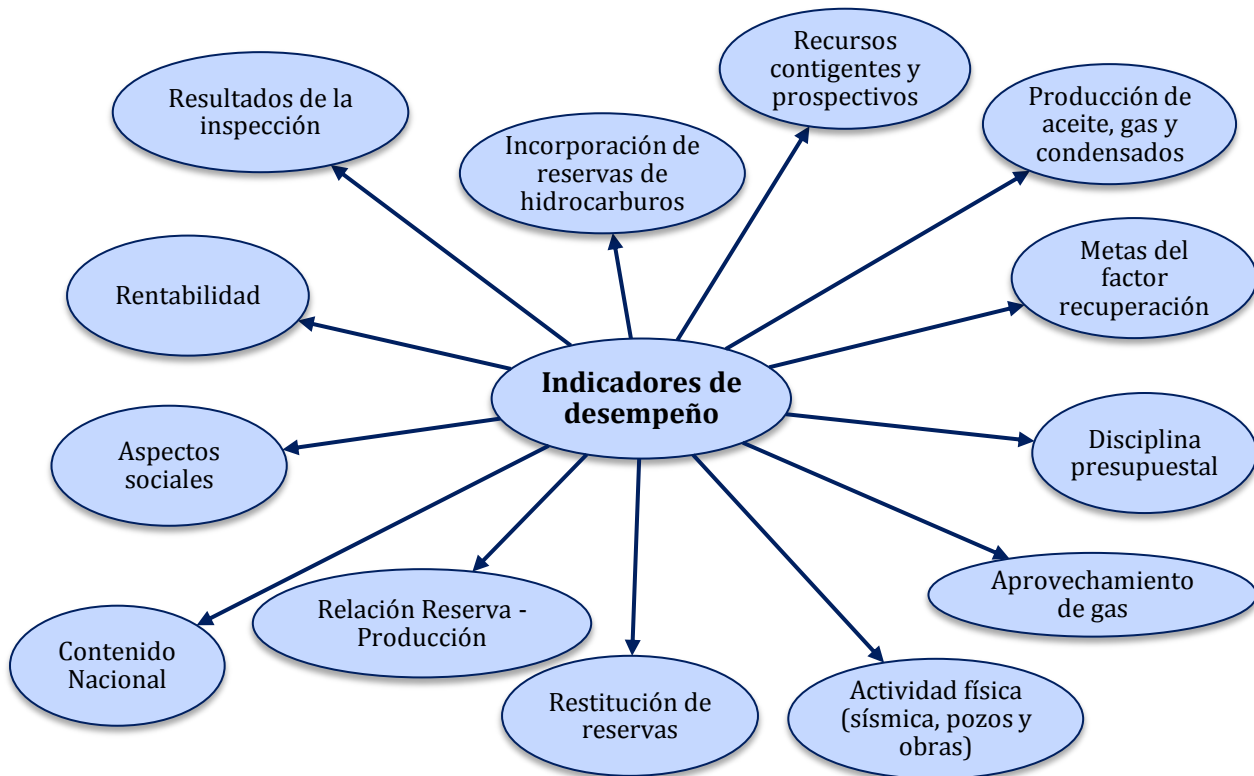 Recursos
contigentes y
prospectivos
Resultados de la
inspección
Producción de
aceite, gas y
condensados
Incorporación de
reservas de
hidrocarburos
Metas del
factor
recuperación
Rentabilidad
Indicadores de
desempeño
Aspectos
sociales
Disciplina
presupuestal
Aprovechamiento
de gas
Relación Reserva -
Producción
Contenido
Nacional
Restitución de
reservas
Actividad física
(sísmica, pozos y
obras)